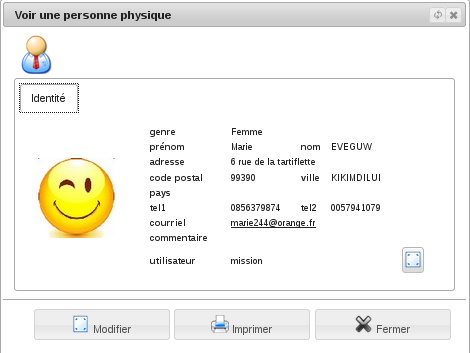 Voir une personne physique
Identité
genre Femme
prénom Marie nom EVEGUW
adresse 6 rue de la tartiflette
code postal 99390 ville KIKIMDILUI
pays
tel1 0856379874 tel2 0057941079
courriel marie244@orange.fr
commentaire
utilisateur mission
Modifier Imprimer Fermer